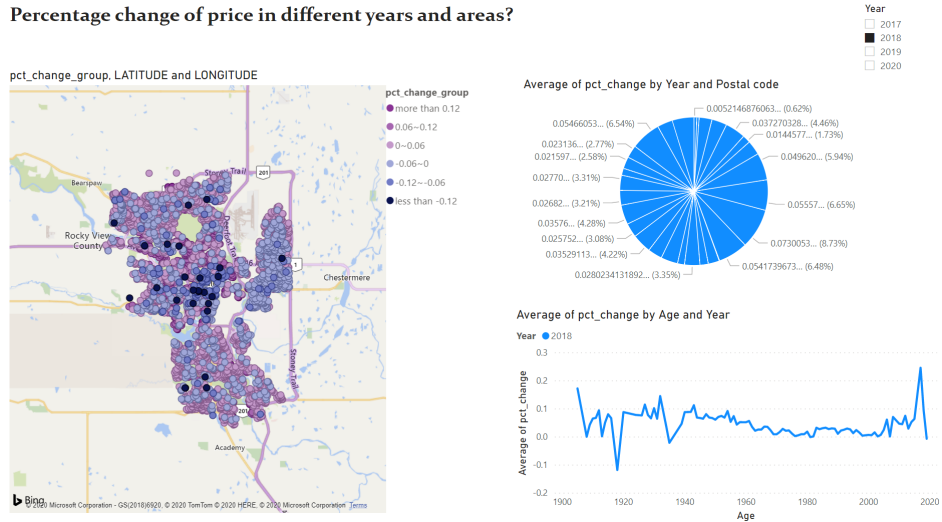 Percentage change of price in different years and areas?
Year
2017
2018
2019
2020
pct_change_group, LATITUDE and LONGITUDE
pct_change_group
more than 0.12
0.06~0.12
0~0.06
-0.06~0
-0.12~-0.06
less than -0.12
Stoney Trail
201
Bearspaw
Rocky View
County
Deerfoot Trail
1
Chestermere
Stoney Trail
201
Academy
Bing
© 2020 Microsoft Corporation - GS(2018)6920, © 2020 TomTom © 2020 HERE, © 2020 Microsoft Corporation Terms
Average of pct_change by Year and Postal code
0.0052146876063... (0.62%)
0.037270328... (4.46%)
0.0144577... (1.73%)
0.049620... (5.94%)
0.05557... (6.65%)
0.0730053... (8.73%)
0.0541739673... (6.48%)
0.0280234131892... (3.35%)
0.03529113... (4.22%)
0.025752... (3.08%)
0.03576... (4.28%)
0.02682... (3.21%)
0.02770... (3.31%)
0.021597... (2.58%)
0.023136... (2.77%)
0.05466053... (6.54%)
Average of pct_change by Age and Year
Year 2018
Average of pct_change
0.3
0.2
0.1
0.0
-0.1
-0.2
1900 1920 1940 1960 1980 2000 2020
Age